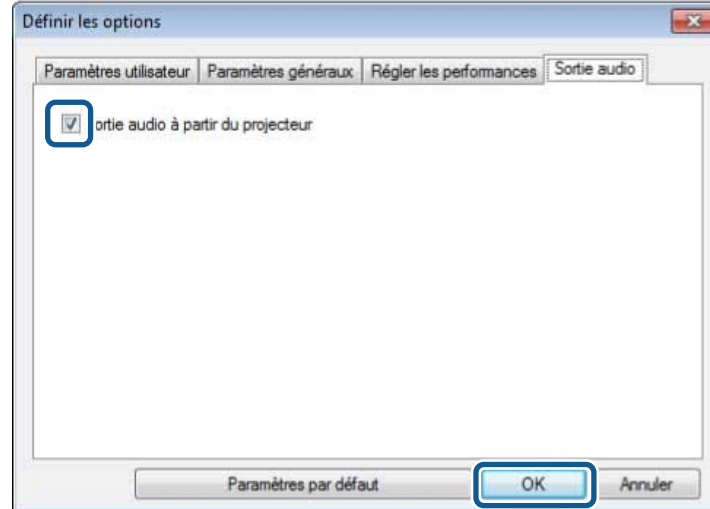 Définir les options
Paramètres utilisateur Paramètres généraux Régler les performances Sortie audio
ortie audio à partir du projecteur
Paramètres par défaut OK Annuler